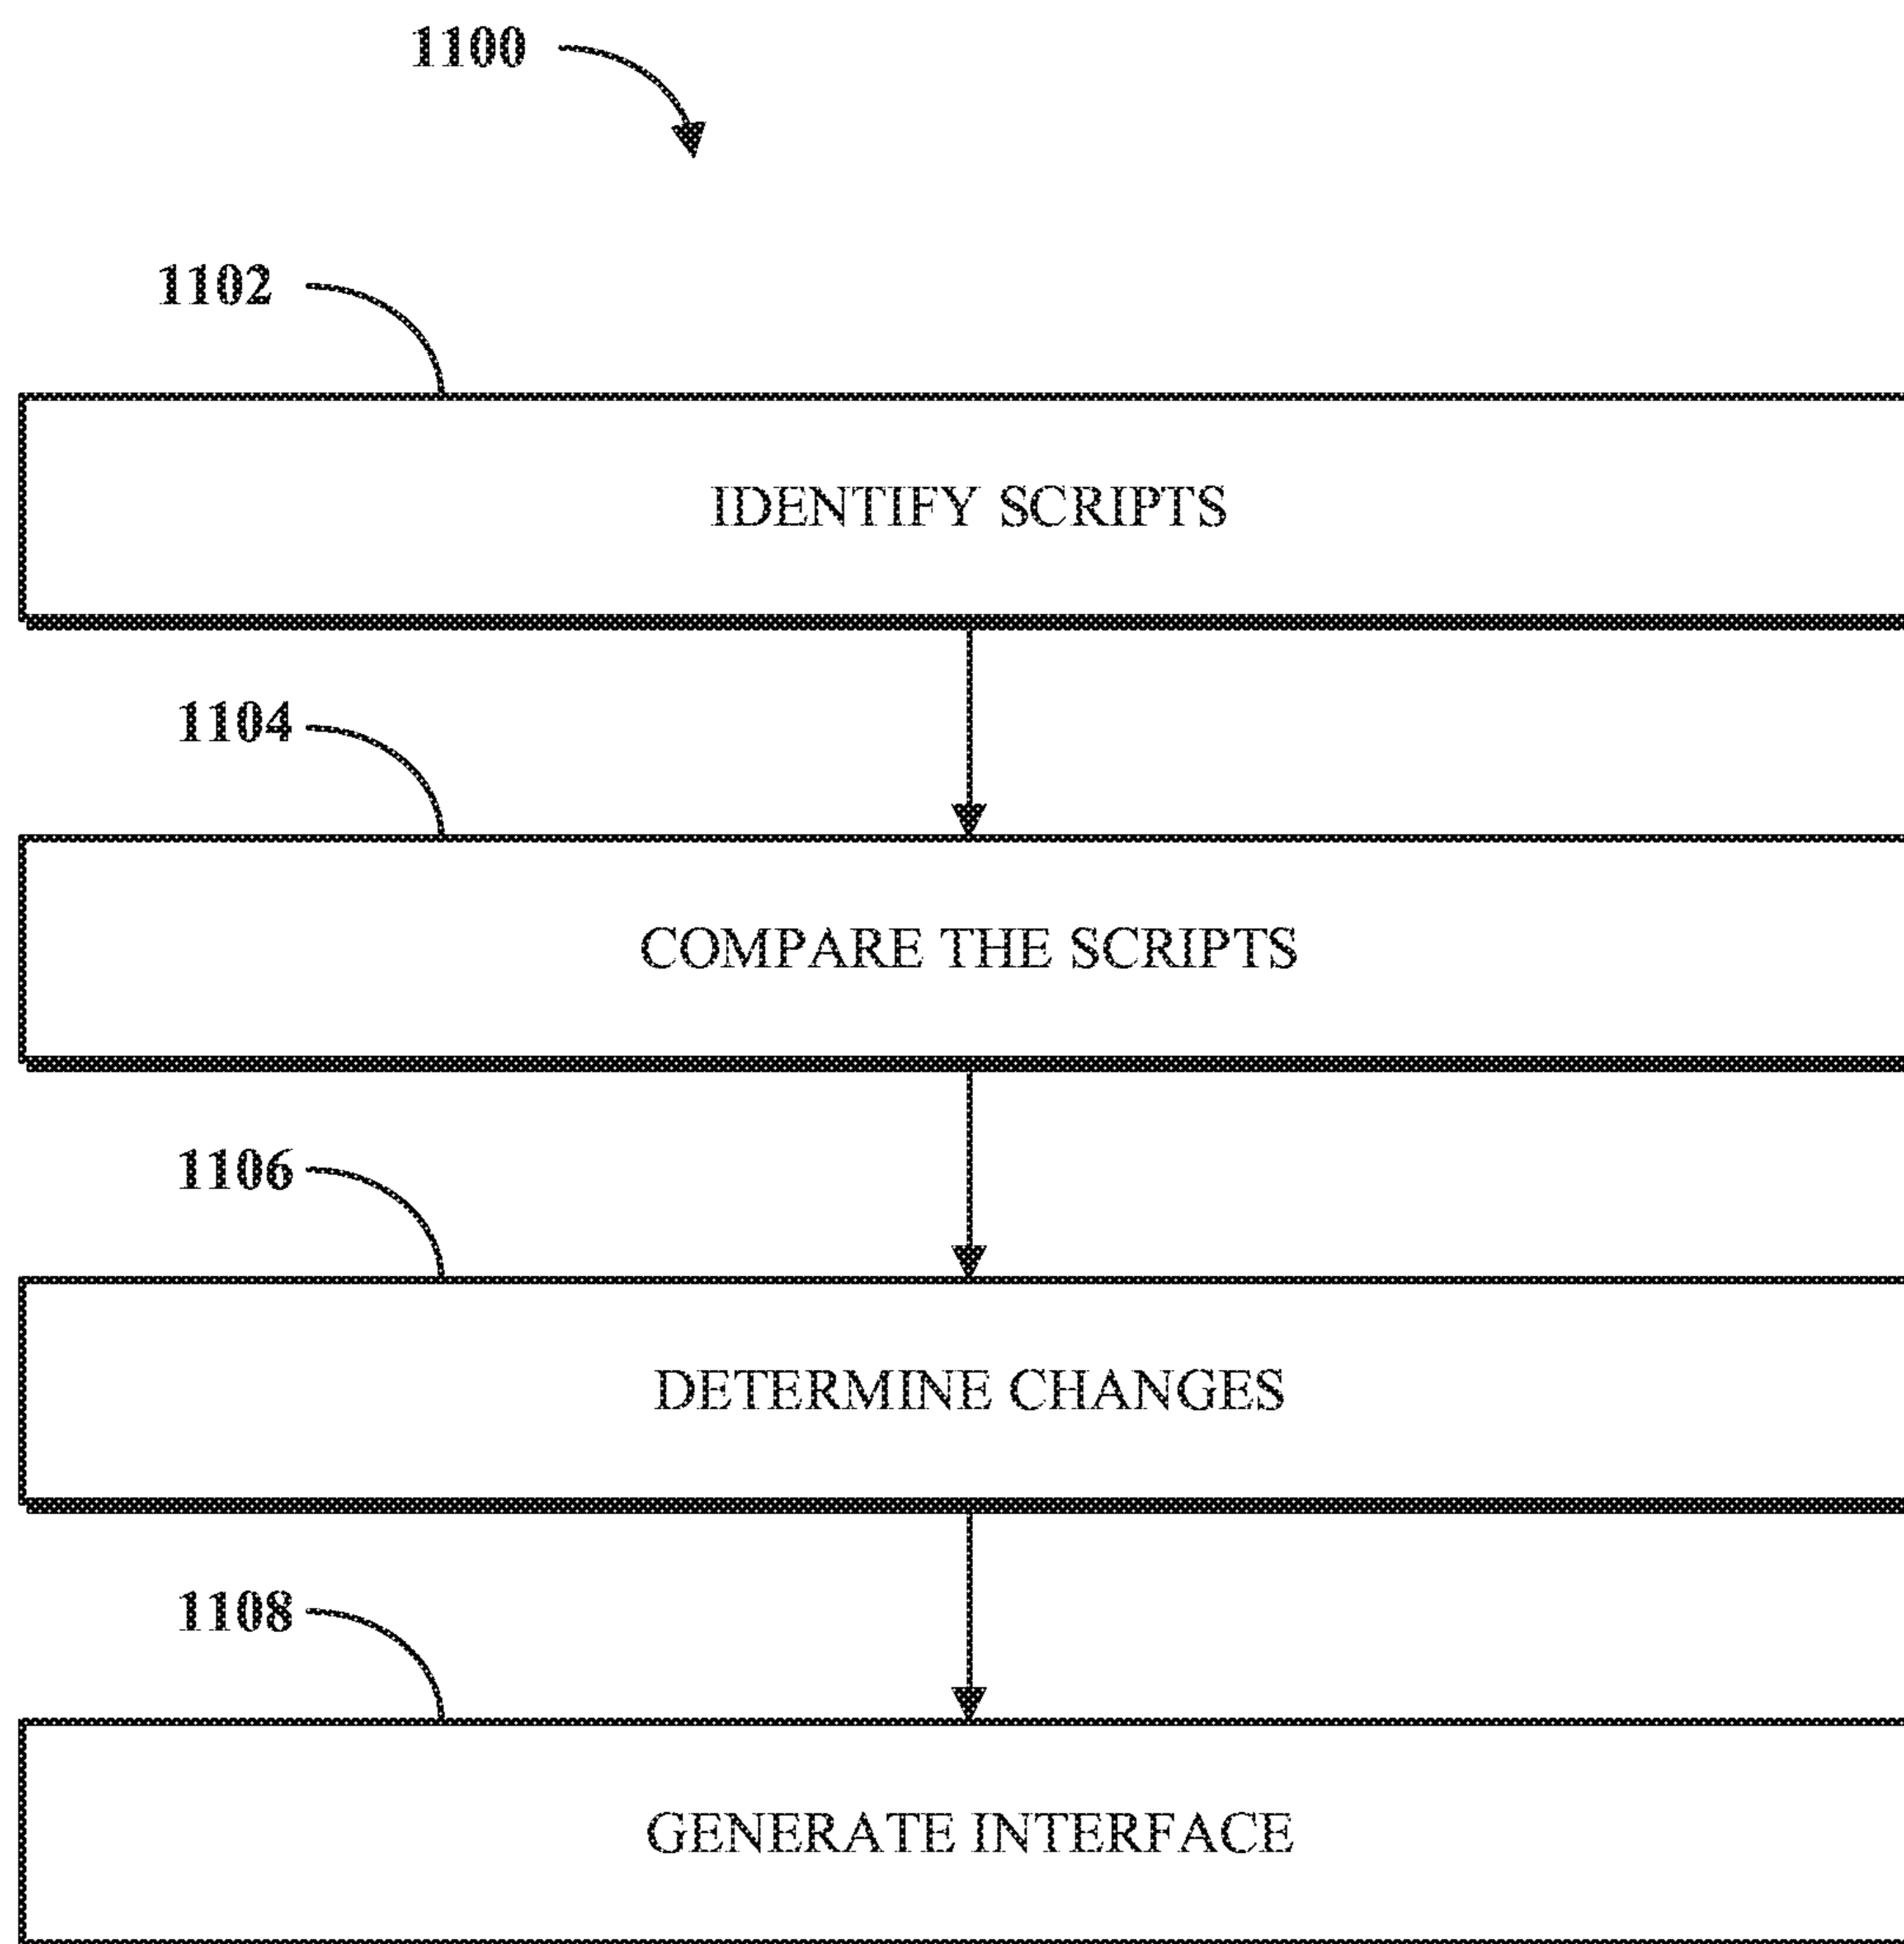 1100
1102
IDENTIFY SCRIPTS
1104
COMPARE THE SCRIPTS
1106
DETERMINE CHANGES
1108
GENERATE INTERFACE